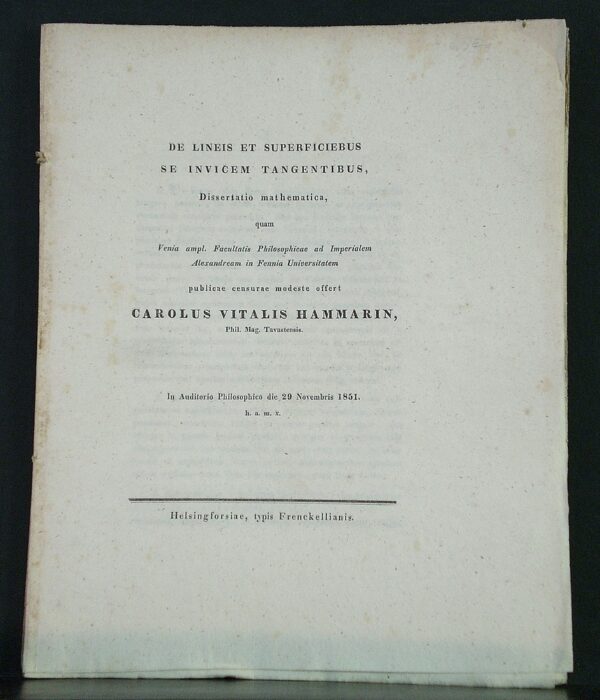 DE LINEIS ET SUPERFICIEBUS
SE INVICEM TANGENTIBUS,
Dissertatio mathematica,
quam
Venia ampl. Facultatis Philosophicae ad Imperialem
Alexandream in Fennia Universitatem
publicae censurae modeste offert
CAROLUS VITALIS HAMMARIN,
Phil. Mag. Tavastensis.
In Auditorio Philosophico die 29 Novembris 1851.
h. a. m. x.
Helsingforsiae, typis Frenckellianis.